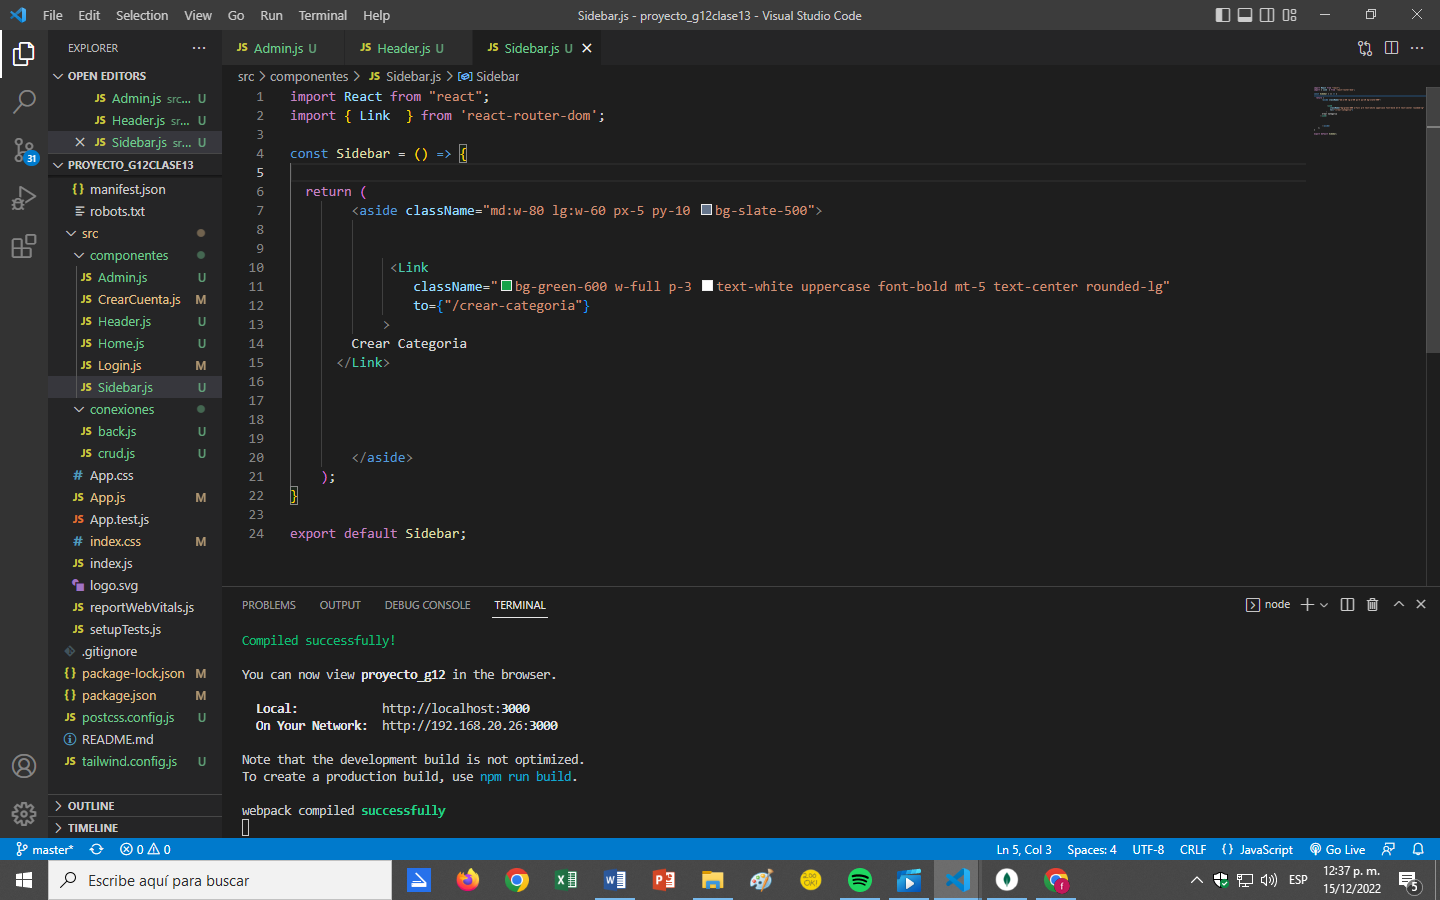 File Edit Selection View Go Run Terminal Help Sidebar.js - proyecto_g12clase13 - Visual Studio Code
EXPLORER ···
OPEN EDITORS
JS Admin.js src... U
JS Header.js sr... U
JS Sidebar.js sr... U
31
PROYECTO_G12CLASE13
{} manifest.json
robots.txt
src
componentes
JS Admin.js U
JS CrearCuenta.js M
JS Header.js U
JS Home.js U
JS Login.js M
JS Sidebar.js U
conexiones
JS back.js U
JS crud.js U
# App.css
JS App.js M
JS App.test.js
# index.css M
JS index.js
logo.svg
JS reportWebVitals.js
JS setupTests.js
.gitignore
{} package-lock.json M
{} package.json M
JS postcss.config.js U
README.md
JS tailwind.config.js U
OUTLINE
TIMELINE
JS Admin.js U JS Header.js U JS Sidebar.js U
src > componentes > JS Sidebar.js > Sidebar
1 import React from "react";
2 import { Link  } from 'react-router-dom';
3
4 const Sidebar = () => {
5
6 return (
7 <aside className="md:w-80 lg:w-60 px-5 py-10 bg-slate-500">
8
9
10 <Link
11 className="bg-green-600 w-full p-3 text-white uppercase font-bold mt-5 text-center rounded-lg"
12 to={"/crear-categoria"}
13 >
14 Crear Categoria
15 </Link>
16
17
18
19
20 </aside>
21 );
22 }
23
24 export default Sidebar;
PROBLEMS OUTPUT DEBUG CONSOLE TERMINAL node
Compiled successfully!
You can now view proyecto_g12 in the browser.
Local: http://localhost:3000
On Your Network: http://192.168.20.26:3000
Note that the development build is not optimized.
To create a production build, use npm run build.
webpack compiled successfully
master* 0 0 Ln 5, Col 3 Spaces: 4 UTF-8 CRLF {} JavaScript Go Live
Escribe aquí para buscar
ESP 12:37 p. m.
15/12/2022 5